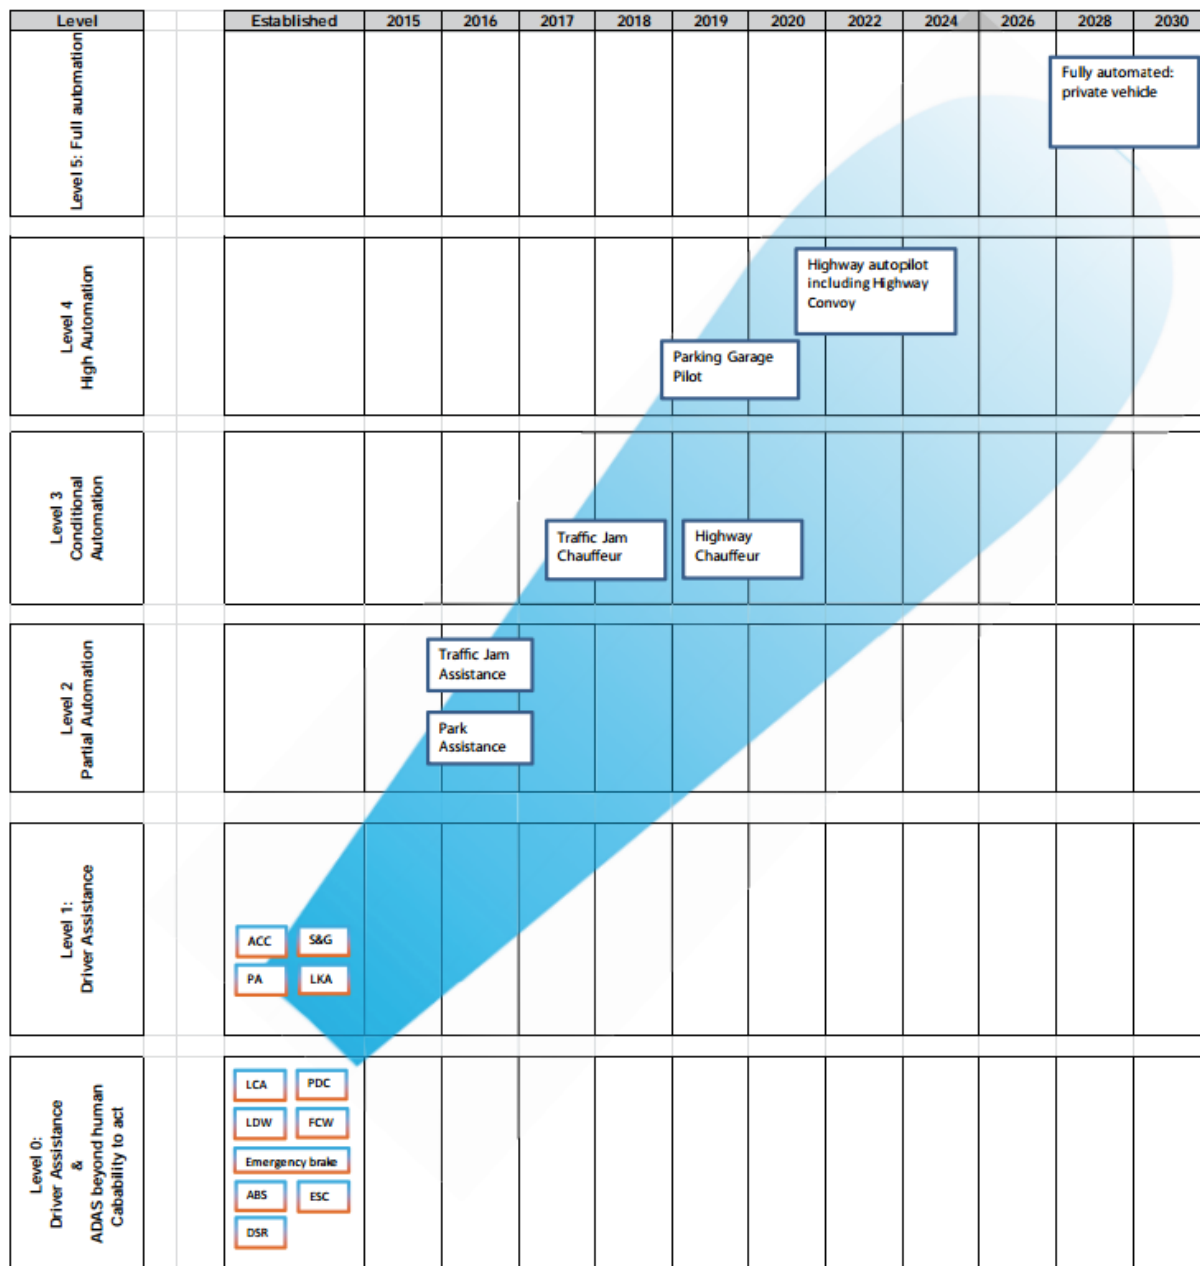 Level Established 2015 2016 2017 2018 2019 2020 2022 2024 2026 2028 2030
Level 5: Full automation
Fully automated:
private vehicle
Level 4
High Automation
Highway autopilot
including Highway
Convoy
Parking Garage
Pilot
Level 3
Conditional
Automation
Traffic Jam
Chauffeur
Highway
Chauffeur
Level 2
Partial Automation
Traffic Jam
Assistance
Park
Assistance
Level 1:
Driver Assistance
ACC S&G
PA LKA
Level 0:
Driver Assistance
&
ADAS beyond human
Cabability to act
LCA PDC
LDW FCW
Emergency brake
ABS ESC
DSR